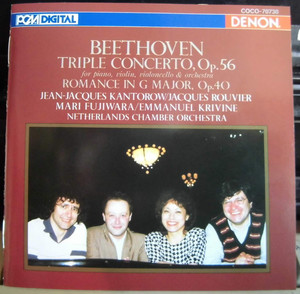 COCO-70730
PCM DIGITAL
DENON
BEETHOVEN
TRIPLE CONCERTO, Op.56
for piano, violin, violoncello & orchestra
ROMANCE IN G MAJOR, Op.40
JEAN-JACQUES KANTOROW/JACQUES ROUVIER
MARI FUJIWARA/EMMANUEL KRIVINE
NETHERLANDS CHAMBER ORCHESTRA